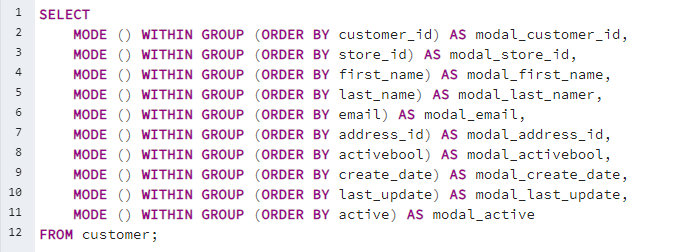 1 SELECT
2 MODE () WITHIN GROUP (ORDER BY customer_id) AS modal_customer_id,
3 MODE () WITHIN GROUP (ORDER BY store_id) AS modal_store_id,
4 MODE () WITHIN GROUP (ORDER BY first_name) AS modal_first_name,
5 MODE () WITHIN GROUP (ORDER BY last_name) AS modal_last_namer,
6 MODE () WITHIN GROUP (ORDER BY email) AS modal_email,
7 MODE () WITHIN GROUP (ORDER BY address_id) AS modal_address_id,
8 MODE () WITHIN GROUP (ORDER BY activebool) AS modal_activebool,
9 MODE () WITHIN GROUP (ORDER BY create_date) AS modal_create_date,
10 MODE () WITHIN GROUP (ORDER BY last_update) AS modal_last_update,
11 MODE () WITHIN GROUP (ORDER BY active) AS modal_active
12 FROM customer;